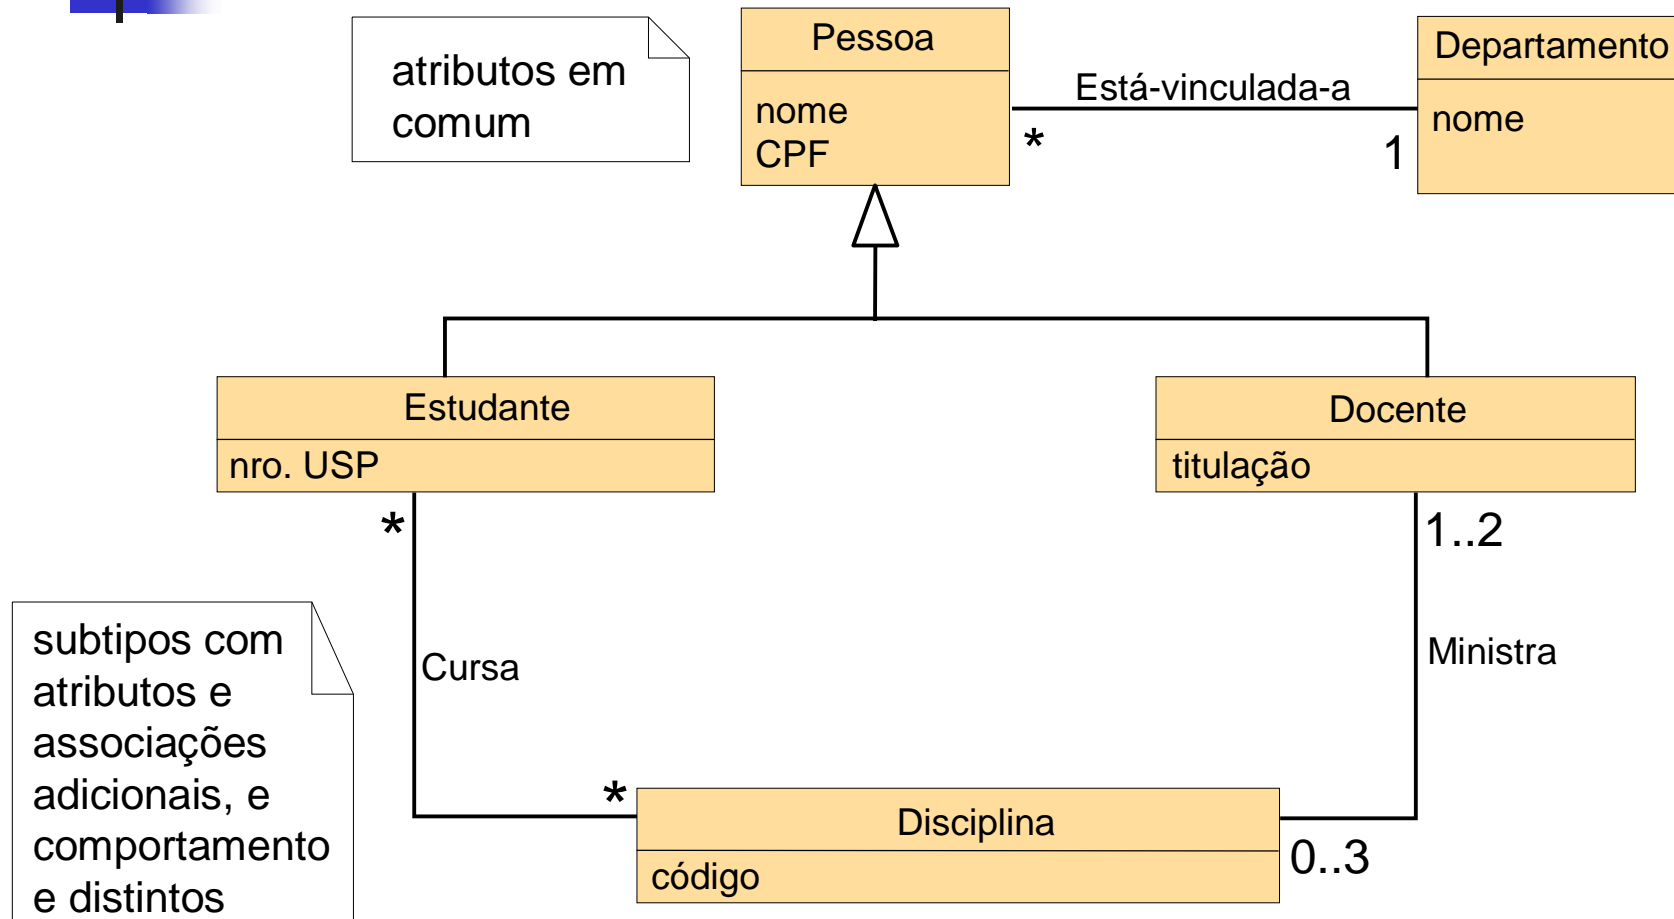 atributos em
comum
Pessoa
nome
CPF
Está-vinculada-a
*
1
Departamento
nome
Estudante
nro. USP
Docente
titulação
*
1..2
Cursa
Ministra
subtipos com
atributos e
associações
adicionais, e
comportamento
e distintos
*
Disciplina
código
0..3